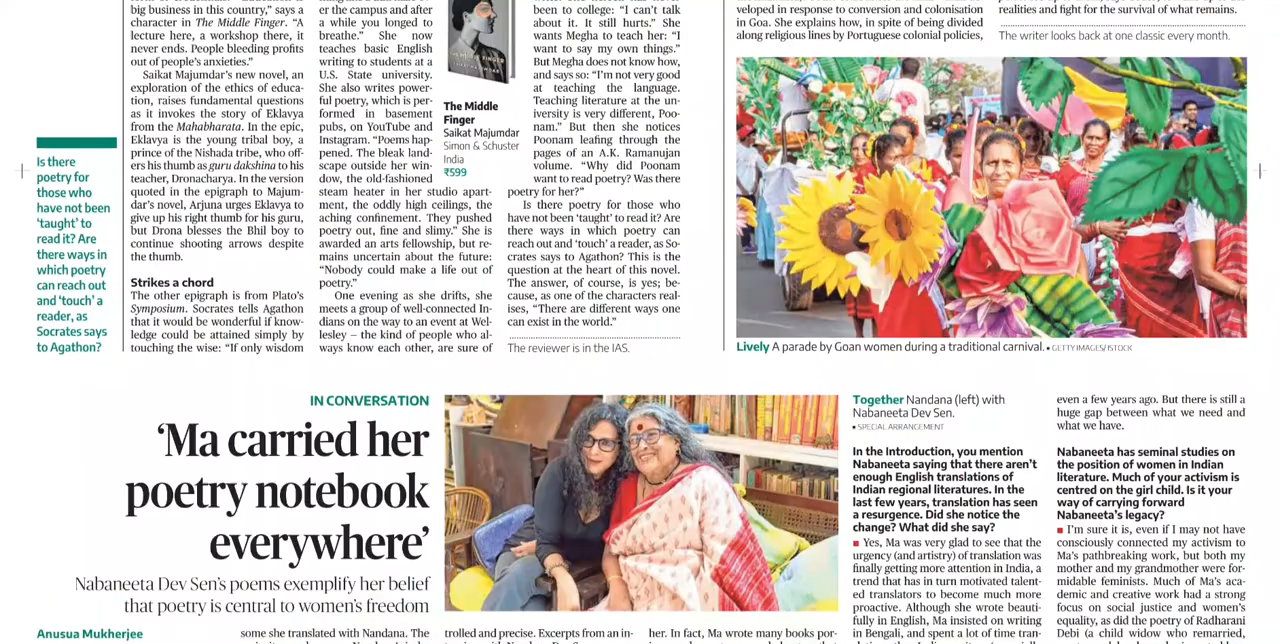 big business in this country,” says a
character in The Middle Finger. “A
lecture here, a workshop there, it
never ends. People bleeding profits
out of people’s anxieties.”
Saikat Majumdar’s new novel, an
exploration of the ethics of educa-
tion, raises fundamental questions
as it invokes the story of Eklavya
from the Mahabharata. In the epic,
Eklavya is the young tribal boy, a
prince of the Nishada tribe, who off-
ers his thumb as guru dakshina to his
teacher, Dronacharya. In the version
quoted in the epigraph to Majum-
dar’s novel, Arjuna urges Eklavya to
give up his right thumb for his guru,
but Drona blesses the Bhil boy to
continue shooting arrows despite
the thumb.
Strikes a chord
The other epigraph is from Plato’s
Symposium. Socrates tells Agathon
that it would be wonderful if know-
ledge could be attained simply by
touching the wise: “If only wisdom
Is there
poetry for
those who
have not been
‘taught’ to
read it? Are
there ways in
which poetry
can reach out
and ‘touch’ a
reader, as
Socrates says
to Agathon?
er the campus and after
a while you longed to
breathe.” She now
teaches basic English
writing to students at a
U.S. State university.
She also writes power-
ful poetry, which is per-
formed in basement
pubs, on YouTube and
Instagram. “Poems hap-
pened. The bleak land-
scape outside her win-
dow, the old-fashioned
steam heater in her studio apart-
ment, the oddly high ceilings, the
aching confinement. They pushed
poetry out, fine and slimy.” She is
awarded an arts fellowship, but re-
mains uncertain about the future:
“Nobody could make a life out of
poetry.”
One evening as she drifts, she
meets a group of well-connected In-
dians on the way to an event at Wel-
lesley – the kind of people who al-
ways know each other, are sure of
The Middle
Finger
Saikat Majumdar
Simon & Schuster
India
₹599
been to college: “I can’t talk
about it. It still hurts.” She
wants Megha to teach her: “I
want to say my own things.”
But Megha does not know how,
and says so: “I’m not very good
at teaching the language.
Teaching literature at the un-
iversity is very different, Poo-
nam.” But then she notices
Poonam leafing through the
pages of an A.K. Ramanujan
volume. “Why did Poonam
want to read poetry? Was there
poetry for her?”
Is there poetry for those who
have not been ‘taught’ to read it? Are
there ways in which poetry can
reach out and ‘touch’ a reader, as So-
crates says to Agathon? This is the
question at the heart of this novel.
The answer, of course, is yes; be-
cause, as one of the characters real-
ises, “There are different ways one
can exist in the world.”
The reviewer is in the IAS.
veloped in response to conversion and colonisation
in Goa. She explains how, in spite of being divided
along religious lines by Portuguese colonial policies,
realities and fight for the survival of what remains.
The writer looks back at one classic every month.
Lively A parade by Goan women during a traditional carnival. ▪ GETTY IMAGES/ ISTOCK
IN CONVERSATION
‘Ma carried her
poetry notebook
everywhere’
Nabaneeta Dev Sen’s poems exemplify her belief
that poetry is central to women’s freedom
Anusua Mukherjee
some she translated with Nandana. The
trolled and precise. Excerpts from an in-
her. In fact, Ma wrote many books por-
Together Nandana (left) with
Nabaneeta Dev Sen.
▪ SPECIAL ARRANGEMENT
In the Introduction, you mention
Nabaneeta saying that there aren’t
enough English translations of
Indian regional literatures. In the
last few years, translation has seen
a resurgence. Did she notice the
change? What did she say?
■ Yes, Ma was very glad to see that the
urgency (and artistry) of translation was
finally getting more attention in India, a
trend that has in turn motivated talent-
ed translators to become much more
proactive. Although she wrote beauti-
fully in English, Ma insisted on writing
in Bengali, and spent a lot of time tran-
even a few years ago. But there is still a
huge gap between what we need and
what we have.
Nabaneeta has seminal studies on
the position of women in Indian
literature. Much of your activism is
centred on the girl child. Is it your
way of carrying forward
Nabaneeta’s legacy?
■ I’m sure it is, even if I may not have
consciously connected my activism to
Ma’s pathbreaking work, but both my
mother and my grandmother were for-
midable feminists. Much of Ma’s aca-
demic and creative work had a strong
focus on social justice and women’s
equality, as did the poetry of Radharani
Debi (a child widow who remarried,